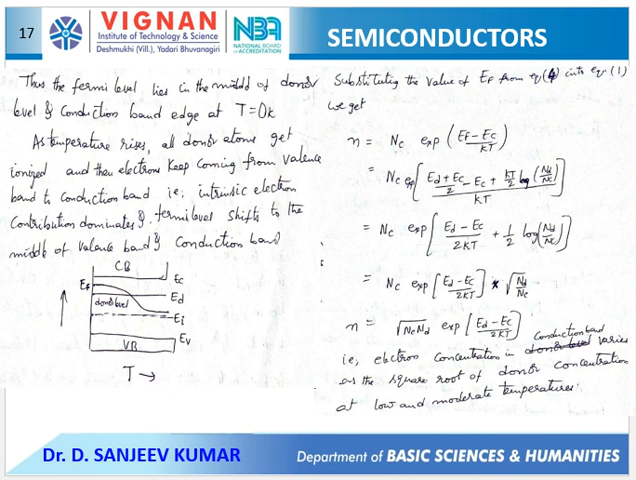 17
VIGNAN
Institute of Technology & Science
Deshmukhi (Vill.), Yadari Bhuvanagiri
NBA
NATIONAL BOARD
of ACCREDITATION
SEMICONDUCTORS
Thus the fermi level lies in the middle of donor
level & Conduction band edge at T=0k.
As temperature rises, all donor atoms get
ionized and then electrons keep coming from valence
band to Conduction band i.e, intrinsic electron
Contribution dominates & fermi level shifts to the
middle of valance band & Conduction band
CB
Ec
EF
donor level
Ed
Ei
Ev
VB
T →
Substituting the value of EF from eq (4) into eq (1)
we get
n = Nc exp (EF - Ec / KT)
= Nc exp [ (Ed + Ec / 2 - Ec + KT/2 log (Nd/Nc)) / KT ]
= Nc exp [ Ed - Ec / 2KT + 1/2 log (Nd/Nc) ]
= Nc exp [ Ed - Ec / 2KT ] × √(Nd/Nc)
n = √NcNd exp [ Ed - Ec / 2KT ]
i.e, electron concentration in Conduction band varies
as the square root of donor concentration
at low and moderate temperatures.
Dr. D. SANJEEV KUMAR
Department of BASIC SCIENCES & HUMANITIES